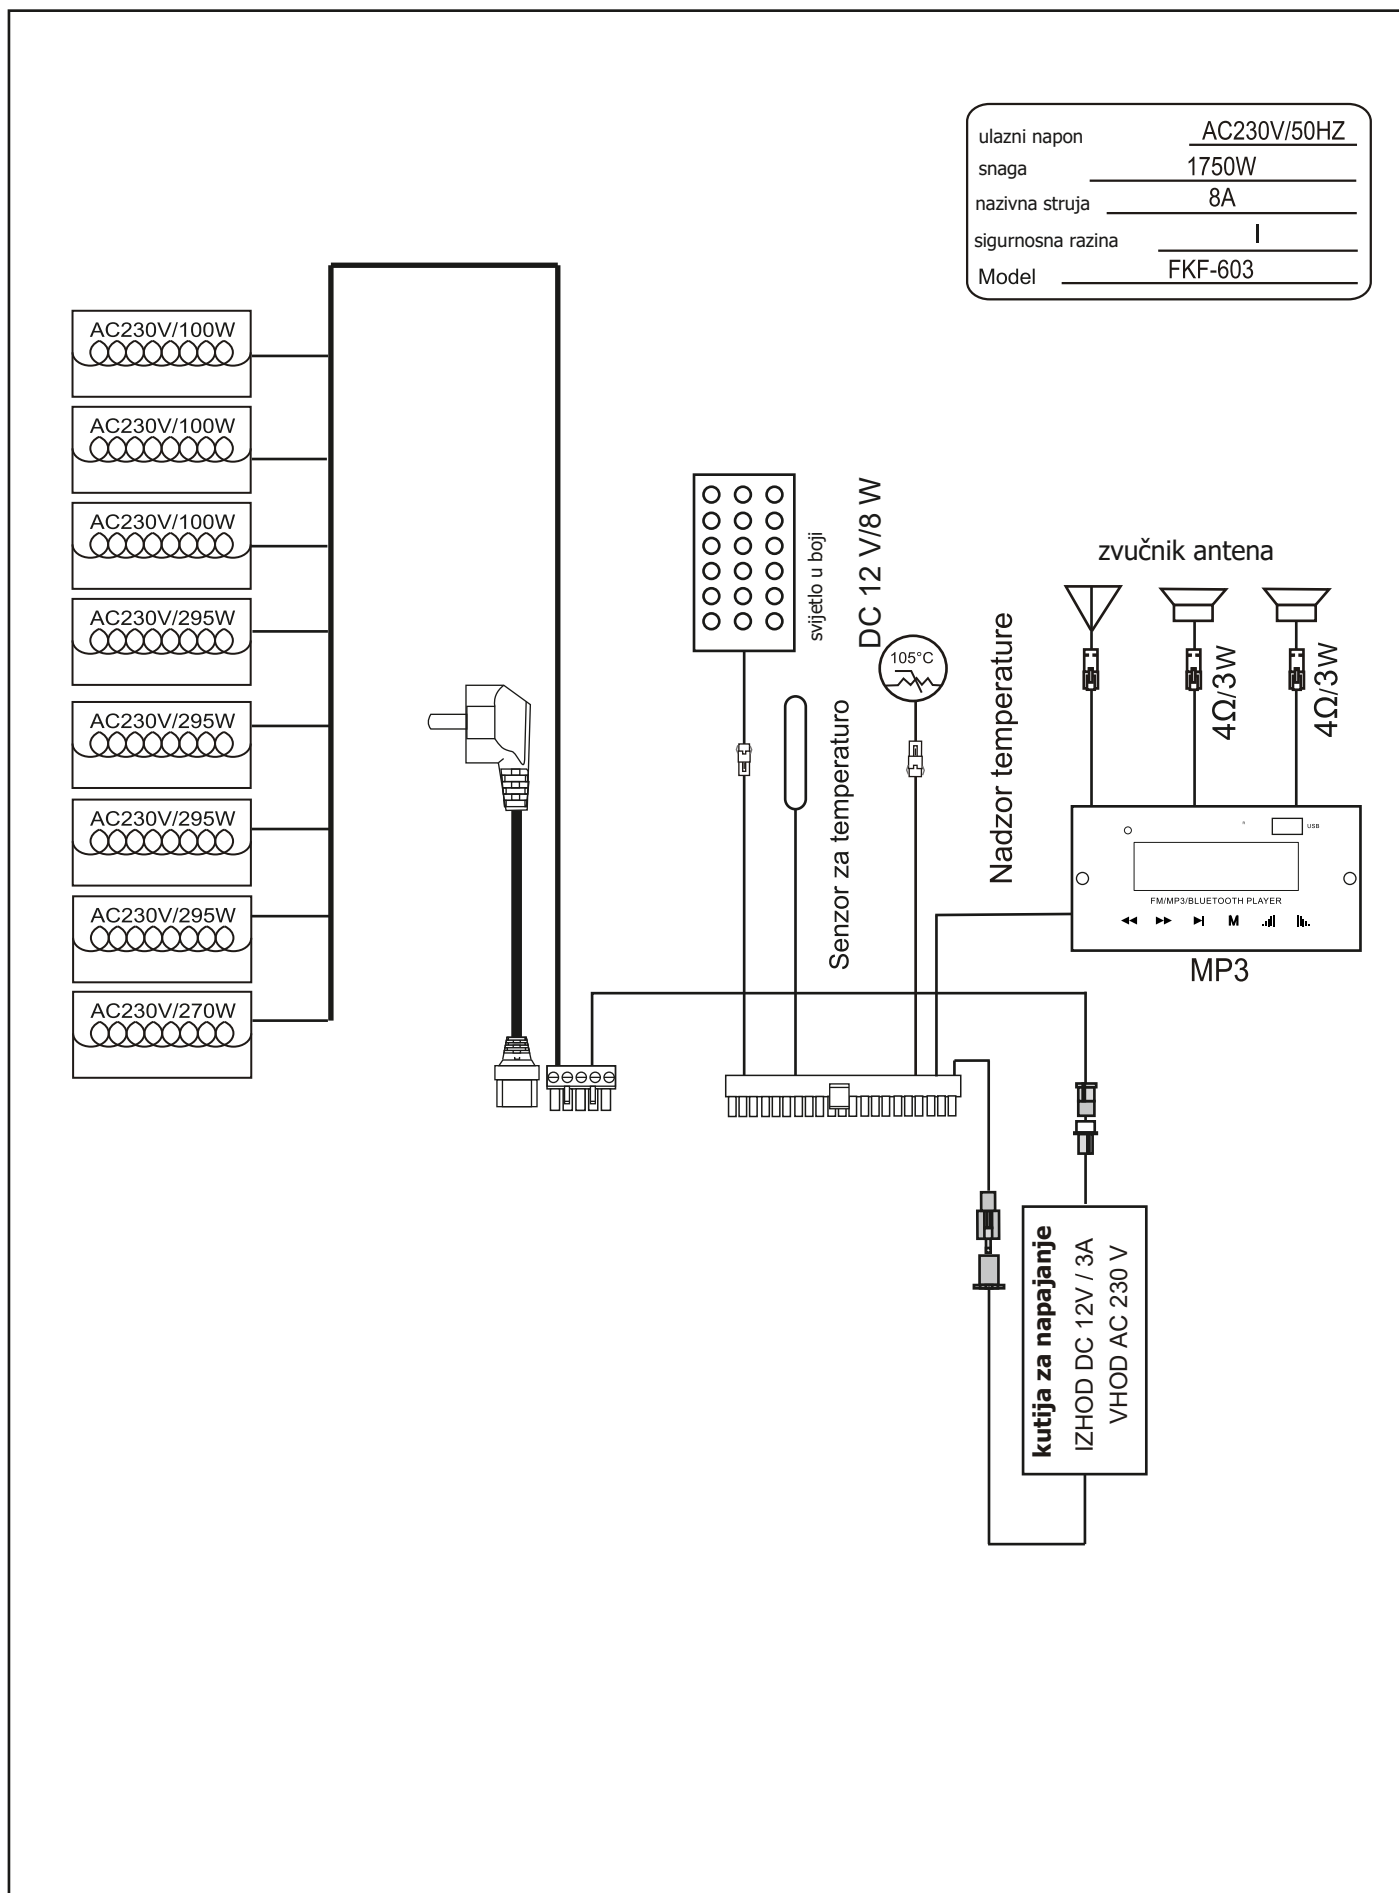 ulazni napon AC230V/50HZ
snaga 1750W
nazivna struja 8A
sigurnosna razina I
Model FKF-603
AC230V/100W
AC230V/100W
AC230V/100W
AC230V/295W
AC230V/295W
AC230V/295W
AC230V/295W
AC230V/270W
svijetlo u boji
DC 12 V/8 W
105°C
Senzor za temperaturo
Nadzor temperature
zvučnik antena
4Ω/3W
4Ω/3W
USB
FM/MP3/BLUETOOTH PLAYER
M
MP3
kutija za napajanje
IZHOD DC 12V / 3A
VHOD AC 230 V